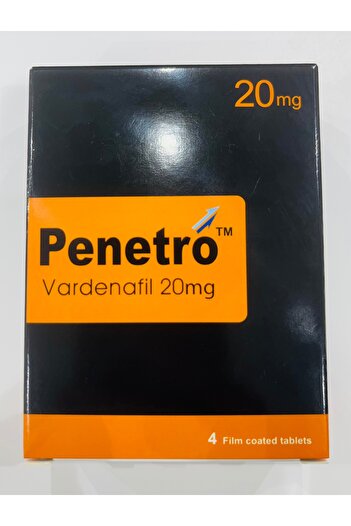 20mg
Penetro™
Vardenafil 20mg
4 Film coated tablets